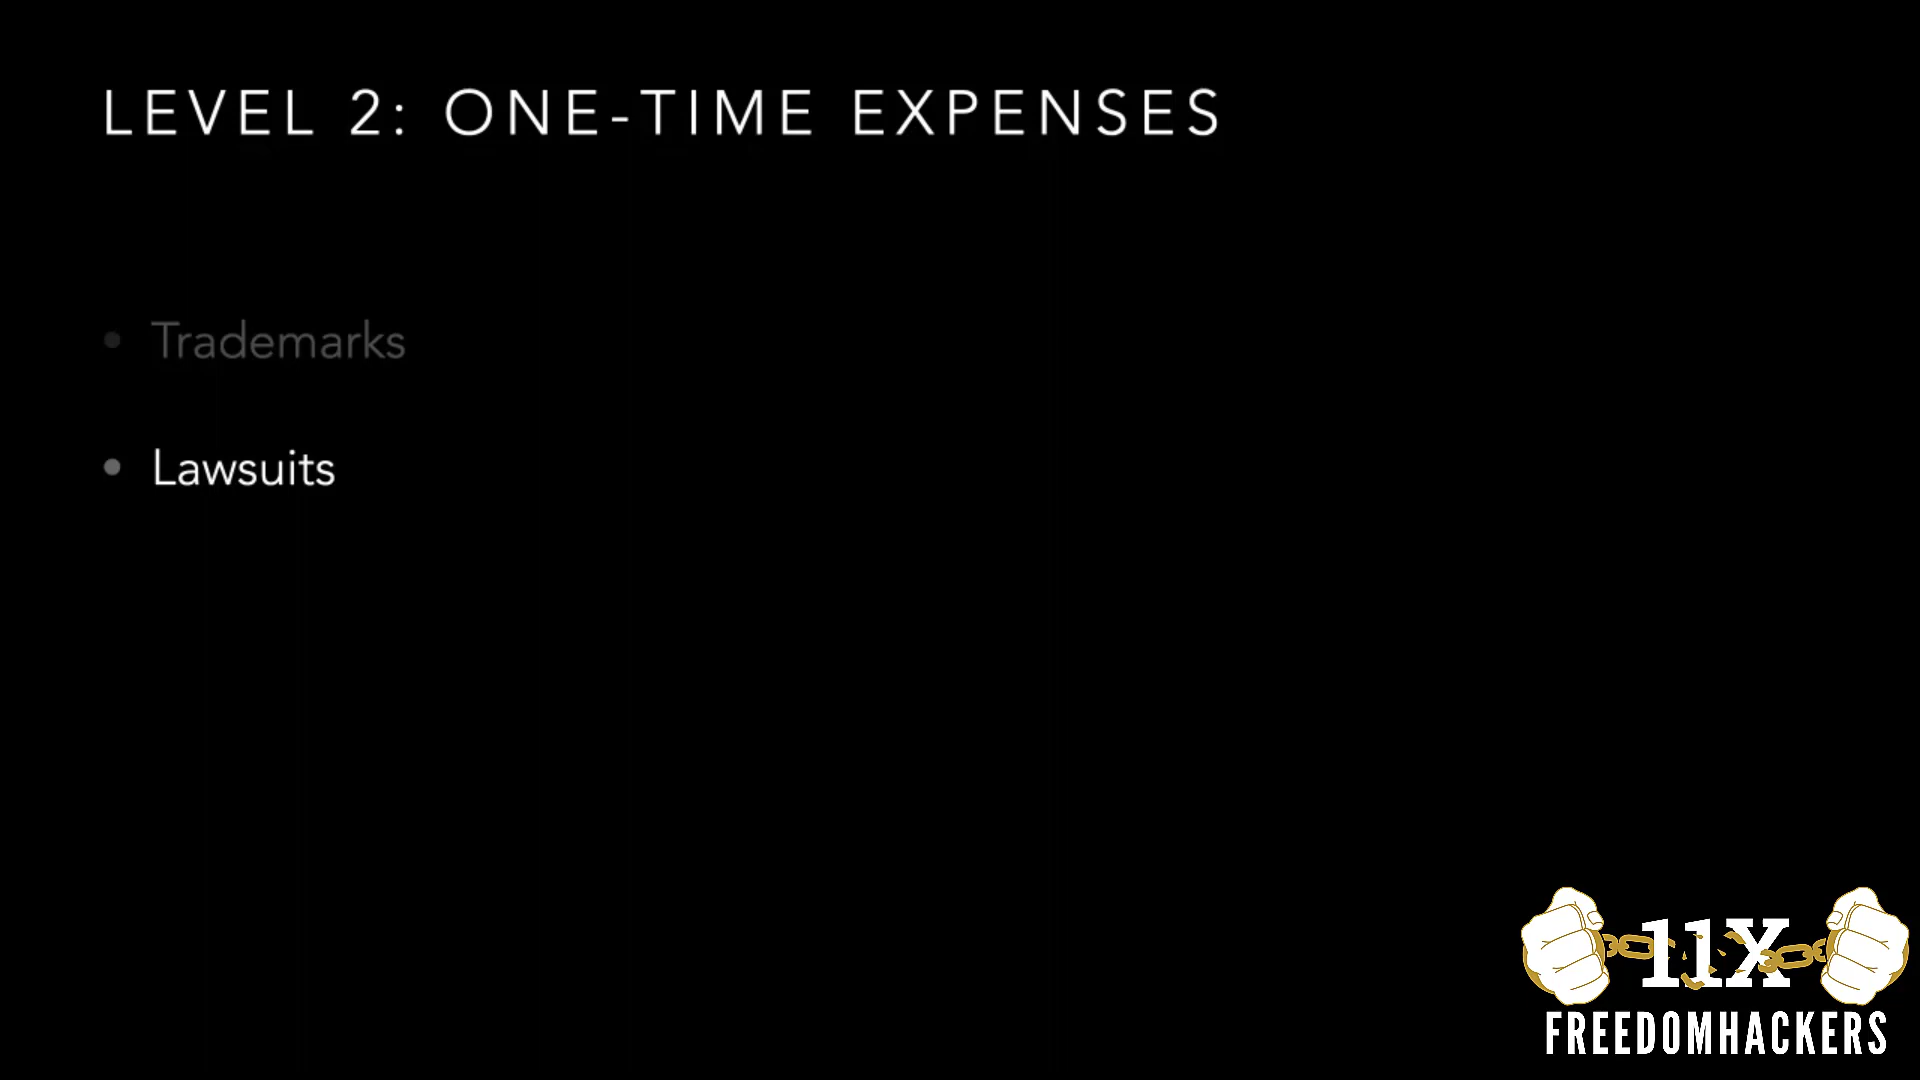 LEVEL 2: ONE-TIME EXPENSES
• Trademarks
• Lawsuits
11X
FREEDOMHACKERS